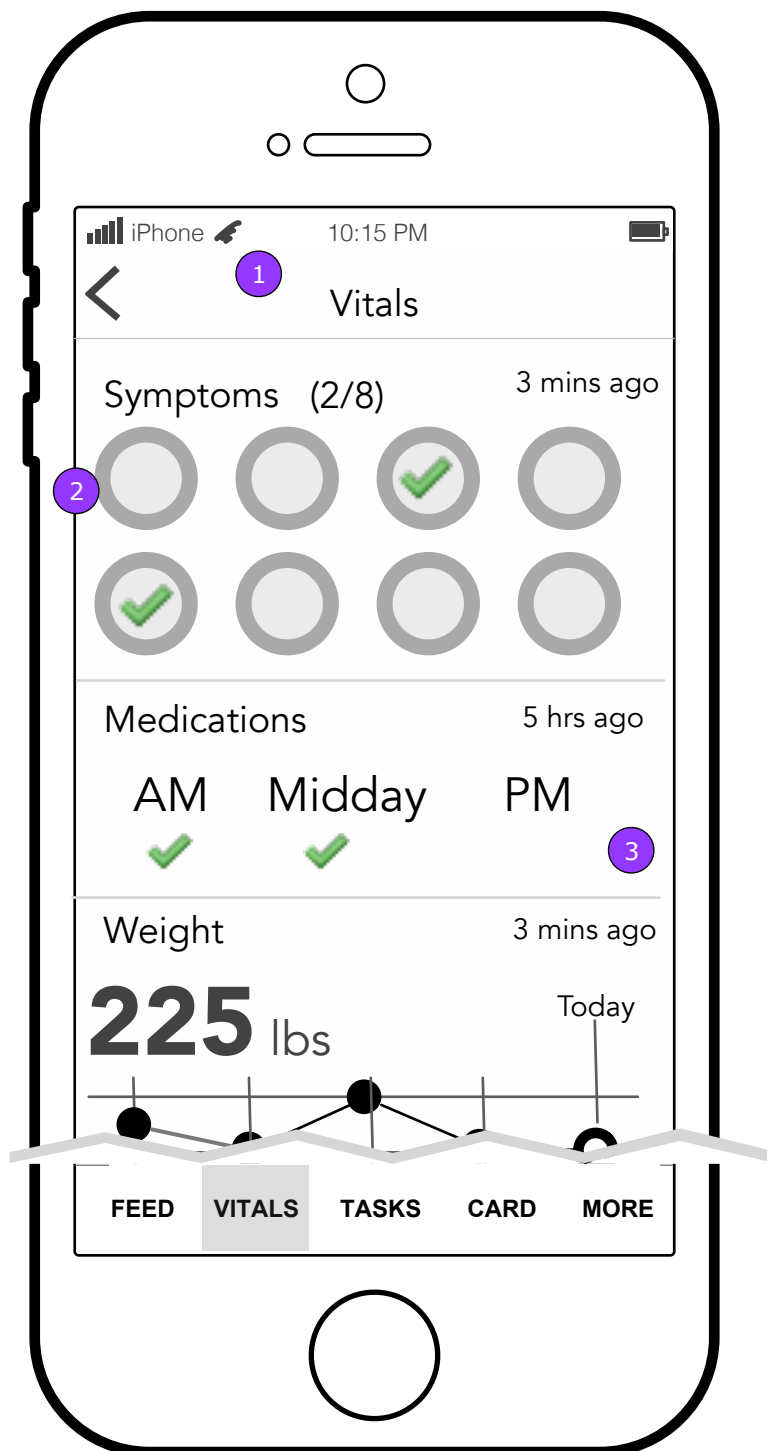 iPhone 10:15 PM
1
Vitals
Symptoms (2/8) 3 mins ago
2
Medications 5 hrs ago
AM Midday PM
3
Weight 3 mins ago
225 lbs Today
FEED VITALS TASKS CARD MORE